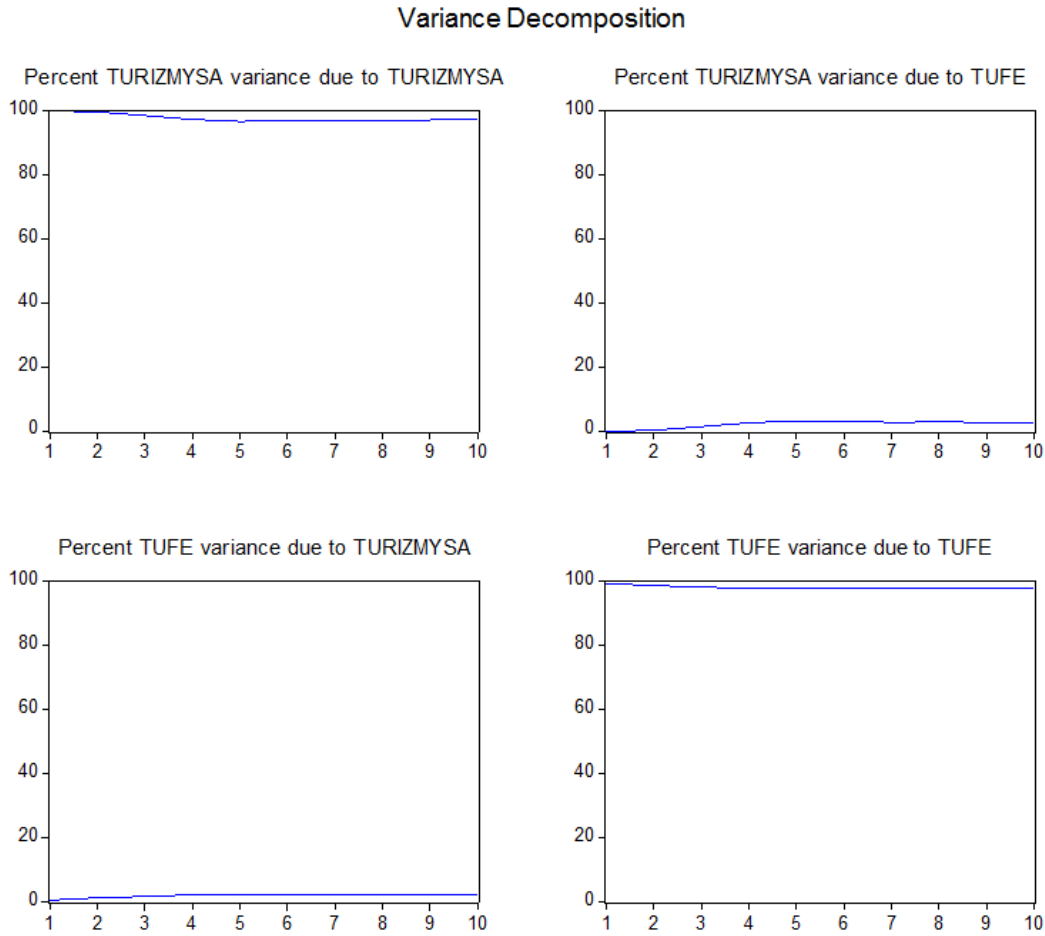 Variance Decomposition
Percent TURIZMYSA variance due to TURIZMYSA
100
80
60
40
20
0
1 2 3 4 5 6 7 8 9 10
Percent TURIZMYSA variance due to TUFE
100
80
60
40
20
0
1 2 3 4 5 6 7 8 9 10
Percent TUFE variance due to TURIZMYSA
100
80
60
40
20
0
1 2 3 4 5 6 7 8 9 10
Percent TUFE variance due to TUFE
100
80
60
40
20
0
1 2 3 4 5 6 7 8 9 10